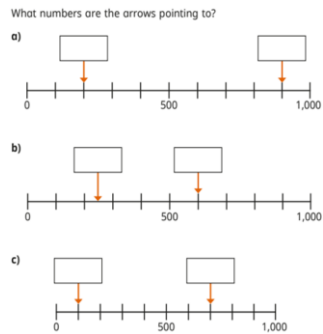 What numbers are the arrows pointing to?
a)
0 500 1,000
b)
0 500 1,000
c)
0 500 1,000